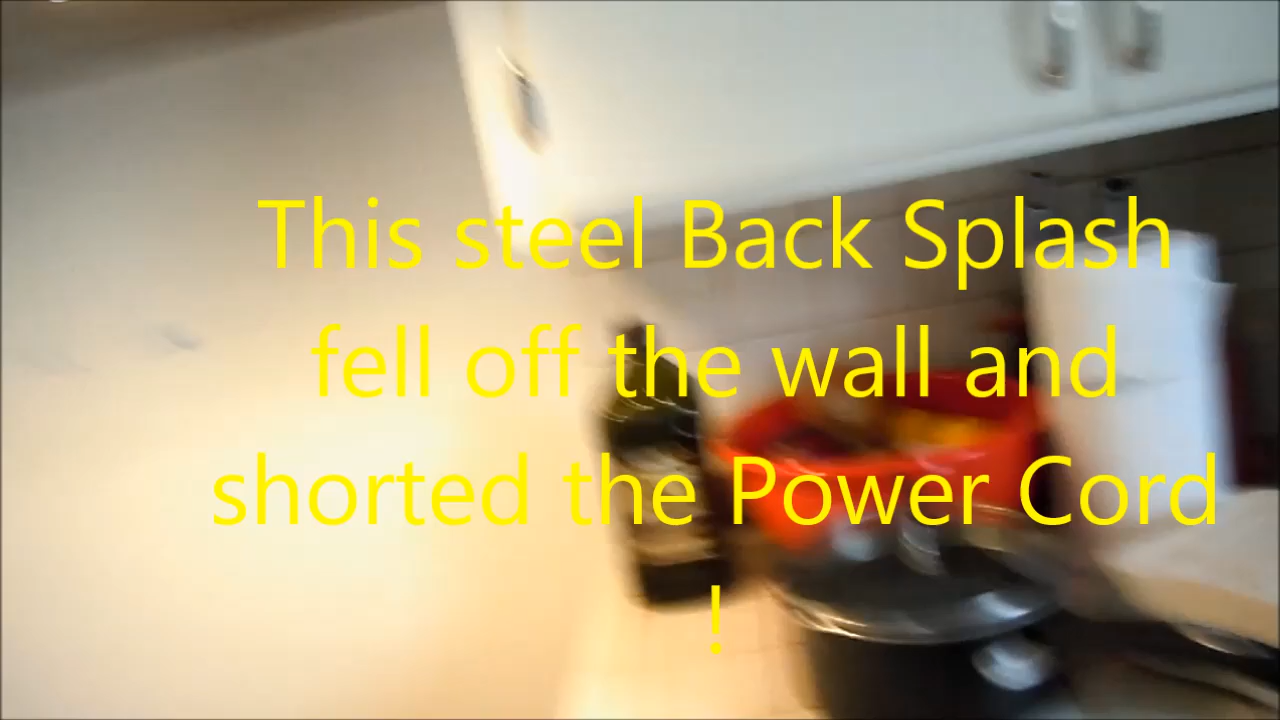 This steel Back Splash
fell off the wall and
shorted the Power Cord
!